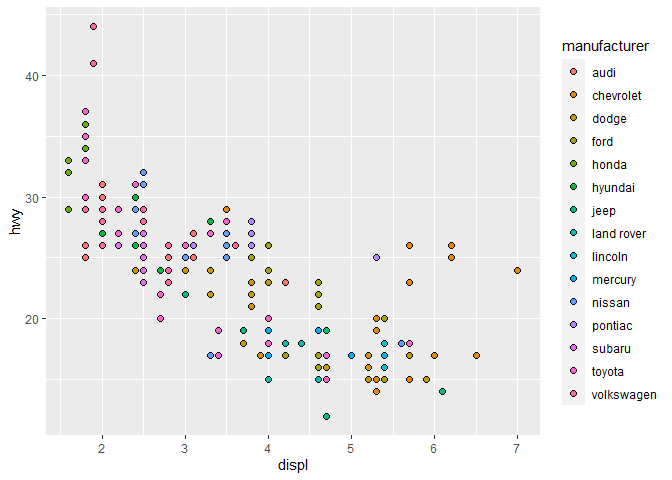 hwy
40
30
20
2 3 4 5 6 7
displ
manufacturer
audi
chevrolet
dodge
ford
honda
hyundai
jeep
land rover
lincoln
mercury
nissan
pontiac
subaru
toyota
volkswagen